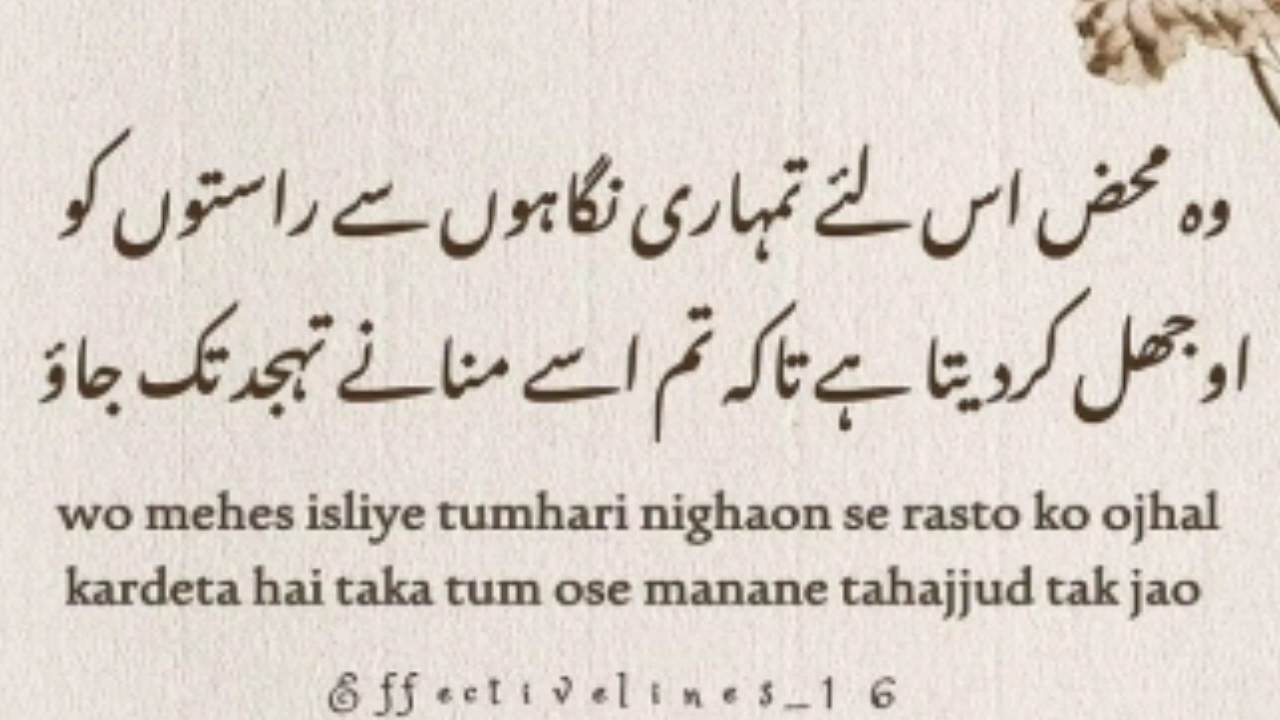 وہ محض اس لئے تمہاری نگاہوں سے راستوں کو
اوجھل کردیتا ہے تاکہ تم اسے منانے تہجد تک جاؤ
wo mehes isliye tumhari nighaon se rasto ko ojhal
kardeta hai taka tum ose manane tahajjud tak jao
Effectivelines_16